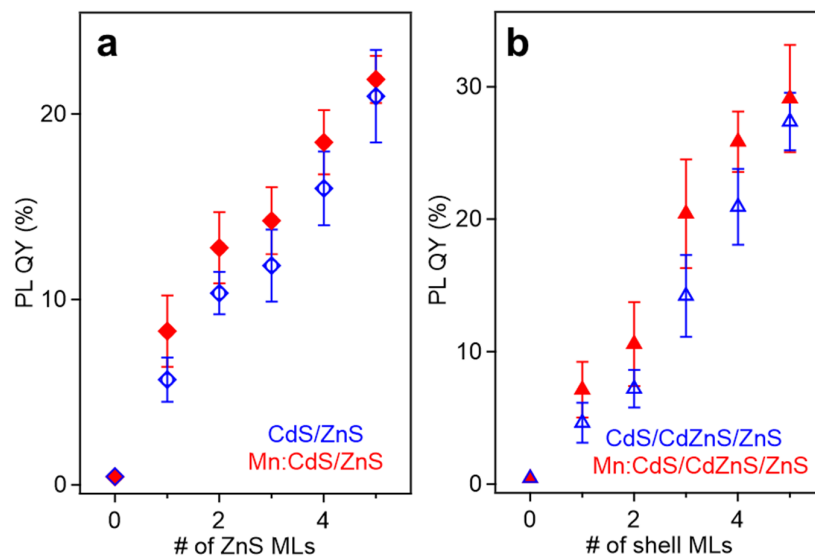 a
20
10
0
PL QY (%)
CdS/ZnS
Mn:CdS/ZnS
0 2 4
# of ZnS MLs
b
30
20
10
0
PL QY (%)
CdS/CdZnS/ZnS
Mn:CdS/CdZnS/ZnS
0 2 4
# of shell MLs